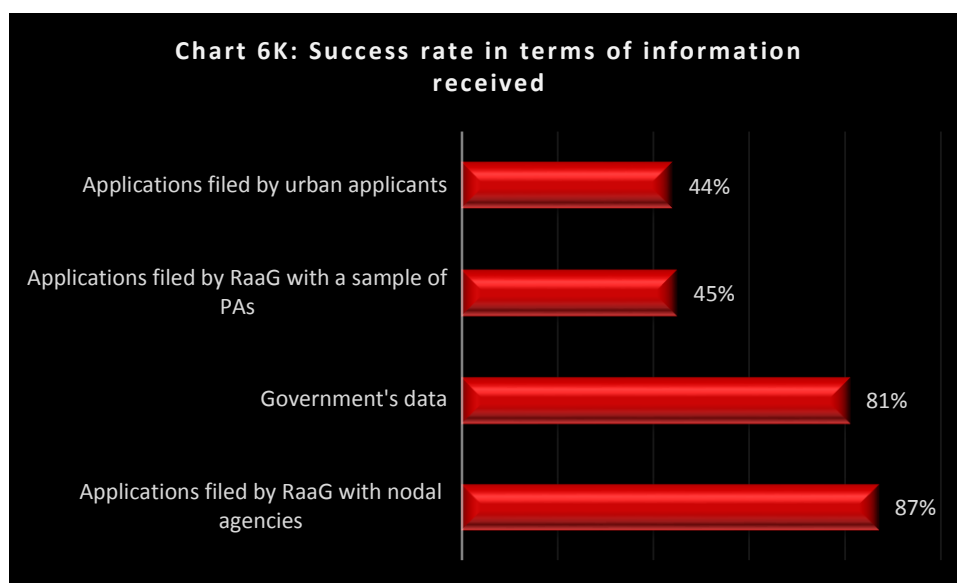 Chart 6K: Success rate in terms of information
received
Applications filed by urban applicants
44%
Applications filed by RaaG with a sample of
PAs
45%
Government's data
81%
Applications filed by RaaG with nodal
agencies
87%